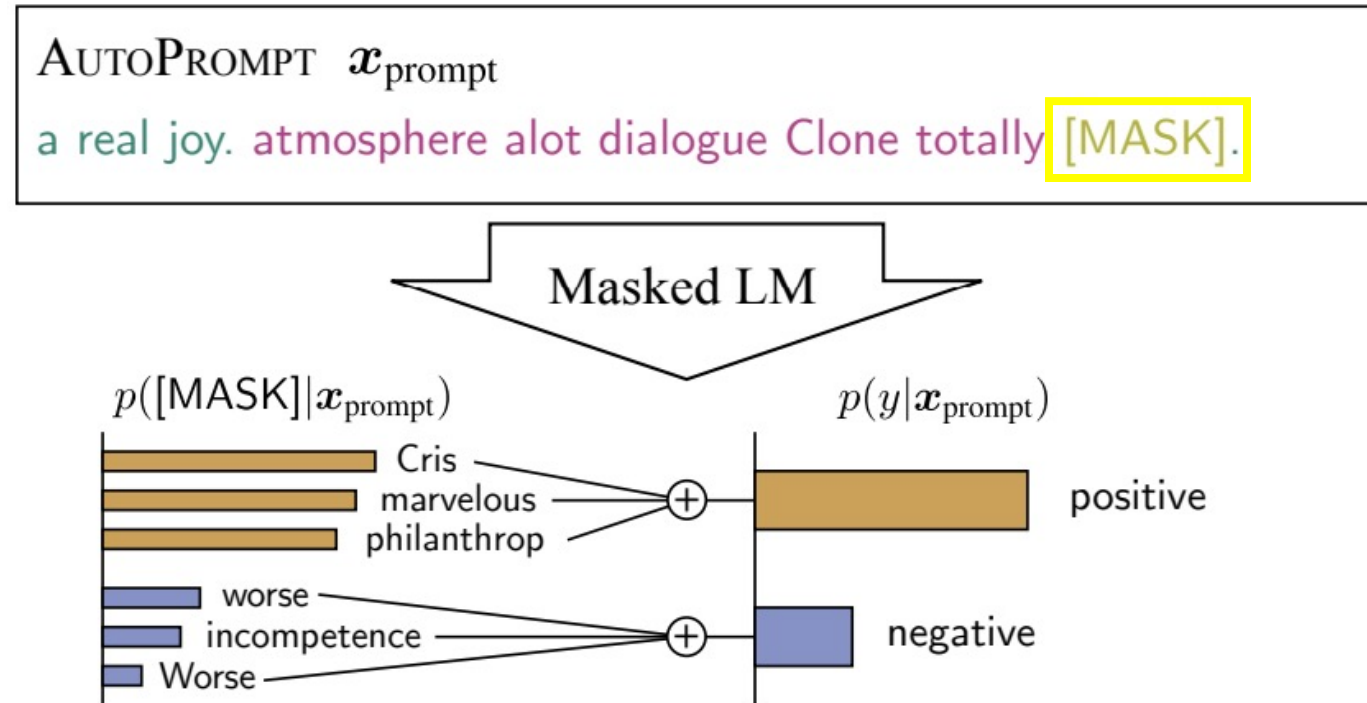 AUTOPROMPT x_prompt
a real joy. atmosphere alot dialogue Clone totally [MASK].
Masked LM
p([MASK]|x_prompt)
p(y|x_prompt)
Cris
marvelous
philanthrop
+
positive
worse
incompetence
Worse
+
negative